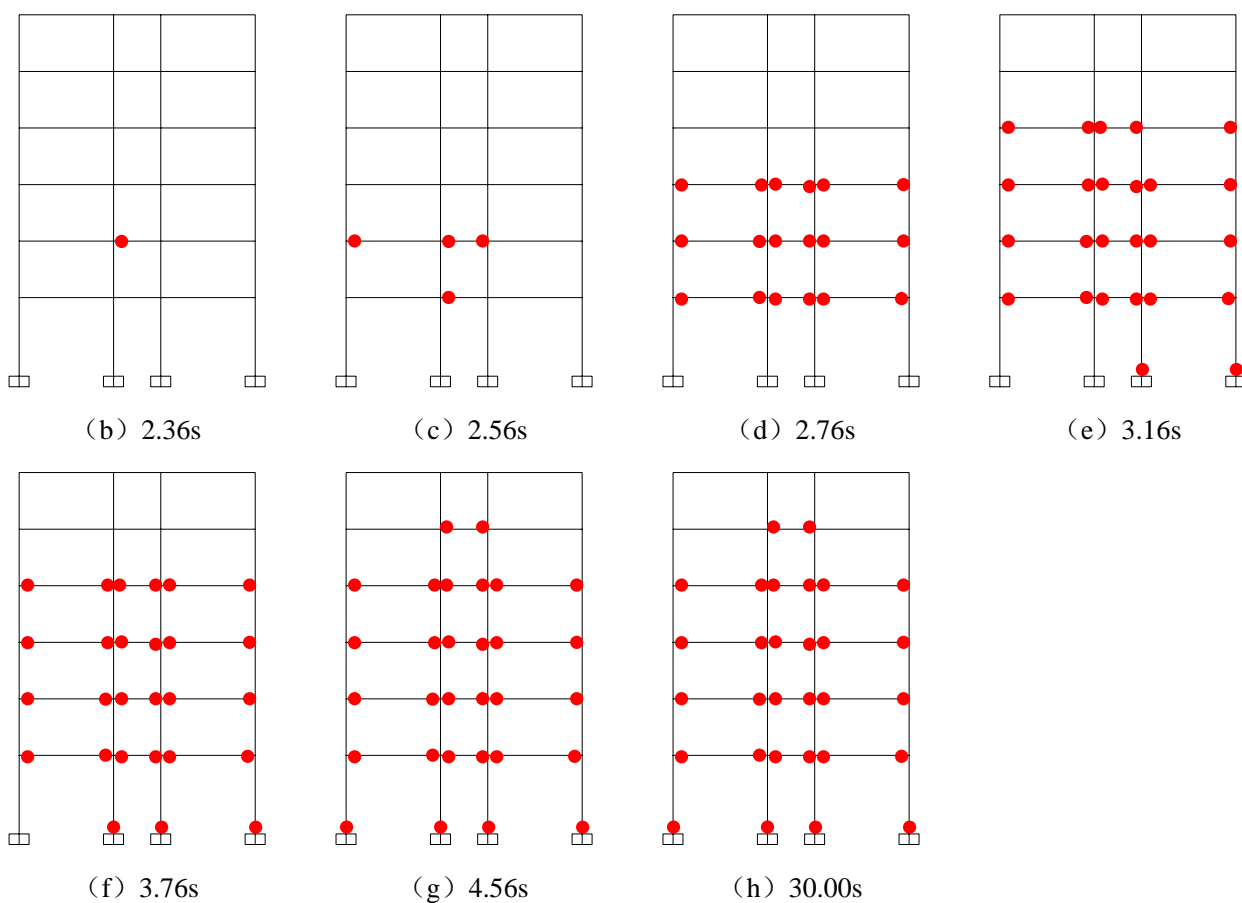 （b）2.36s （c）2.56s （d）2.76s （e）3.16s
（f）3.76s （g）4.56s （h）30.00s